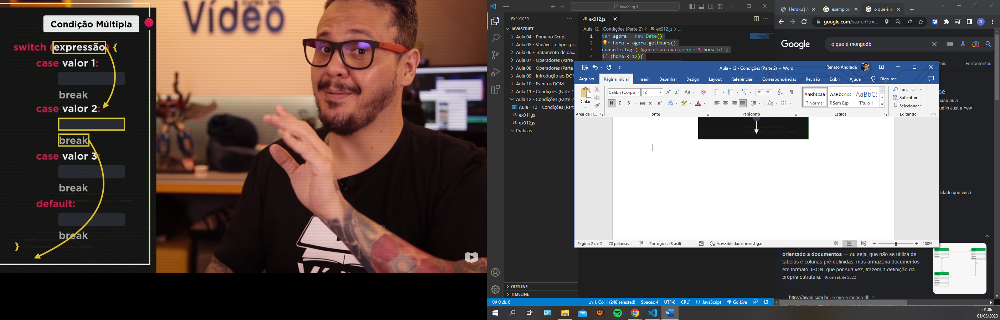 Vídeo
Condição Múltipla
switch (expressão) {
case valor 1:
break
case valor 2:
break
case valor 3:
break
default:
break
}
JavaScript
EXPLORER
JAVASCRIPT
Aula 04 - Primeiro Script
Aula 05 - Variáveis e tipos pr...
Aula 06 - Tratamento de da...
Aula 07 - Operadores (Parte
Aula 08 - Operadores (Parte
Aula 09 - Introdução ao DOM
Aula 10 - Eventos DOM
Aula 11 - Condições (Parte 1
Aula 12 - Condições (Parte 2
Aula - 12 - Condições (Part
JS ex011.js
JS ex012.js
Praticas
OUTLINE
TIMELINE
JS ex012.js
Aula 12 - Condições (Parte 2) > JS ex012.js > ...
1 var agora = new Date()
2 var hora = agora.getHours()
3 console.log (`Agora são exatamente ${hora}h!`)
4 if (hora < 12){
0 0
Ln 1, Col 1 (248 selected) Spaces: 4 UTF-8 CRLF {} JavaScript Go Live
Aula - 12 - Condições (Parte 2) - Word
Renato Andrade
Arquivo Página Inicial Inserir Desenhar Design Layout Referências Correspondências Revisão Exibir Ajuda Diga-me
Colar
Área de Tr...
Calibri (Corpo) 12
Aa
N I S abc x₂ x²
Fonte
Parágrafo
AaBbCcDc AaBbCcDc AaBbCc
¶ Normal ¶ Sem Esp... Título 1
Estilos
Localizar
Substituir
Selecionar
Editando
Página 2 de 2 70 palavras Português (Brasil) Acessibilidade: investigar 100%
Heroku | A exemplos o que é m
google.com/search?q=...
R
Google
o que é mongodb
Mais Ferramentas
se
base as a
ud in Just a Few
lidade que você
orientado a documentos — ou seja, que não se utiliza de
tabelas e colunas pré-definidas, mas armazena documentos
em formato JSON, que por sua vez, trazem a definição da
própria estrutura. 16 de set. de 2022
https://awari.com.br › o-que-e-mongo-db
01:06
01/03/2023